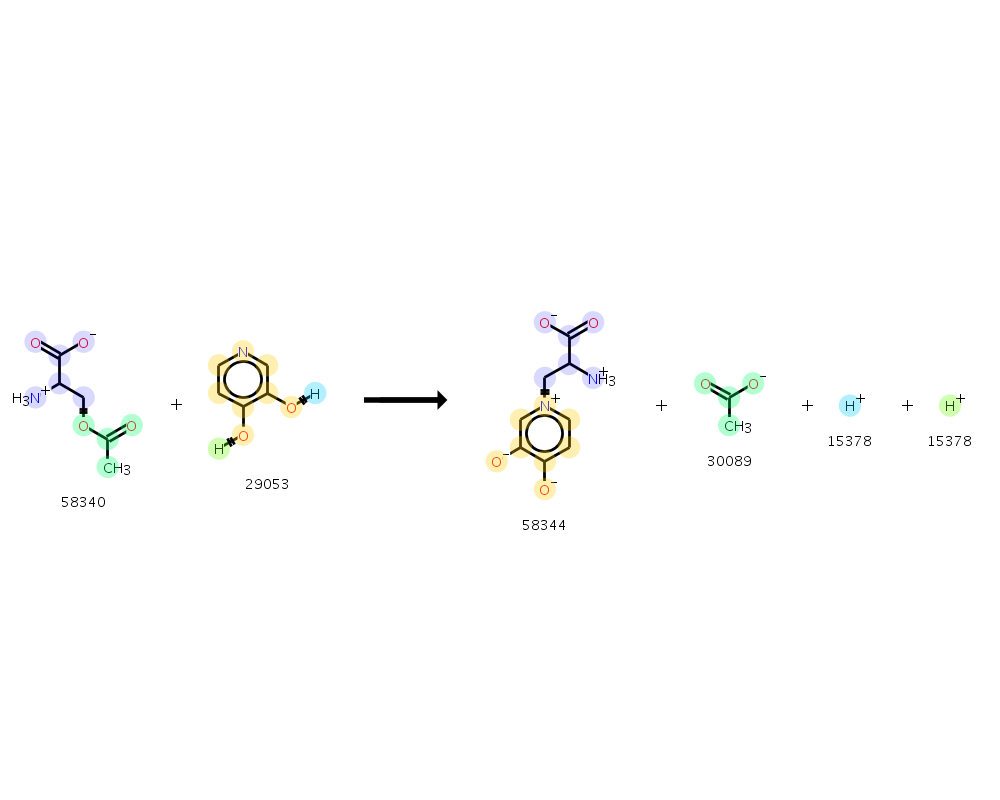 O O⁻
H3N⁺
O O
CH3
58340
+
N
O H
H O
29053
O⁻ O
NH3⁺
N⁺
O⁻
O⁻
58344
+
O O⁻
CH3
30089
+
H⁺
15378
+
H⁺
15378